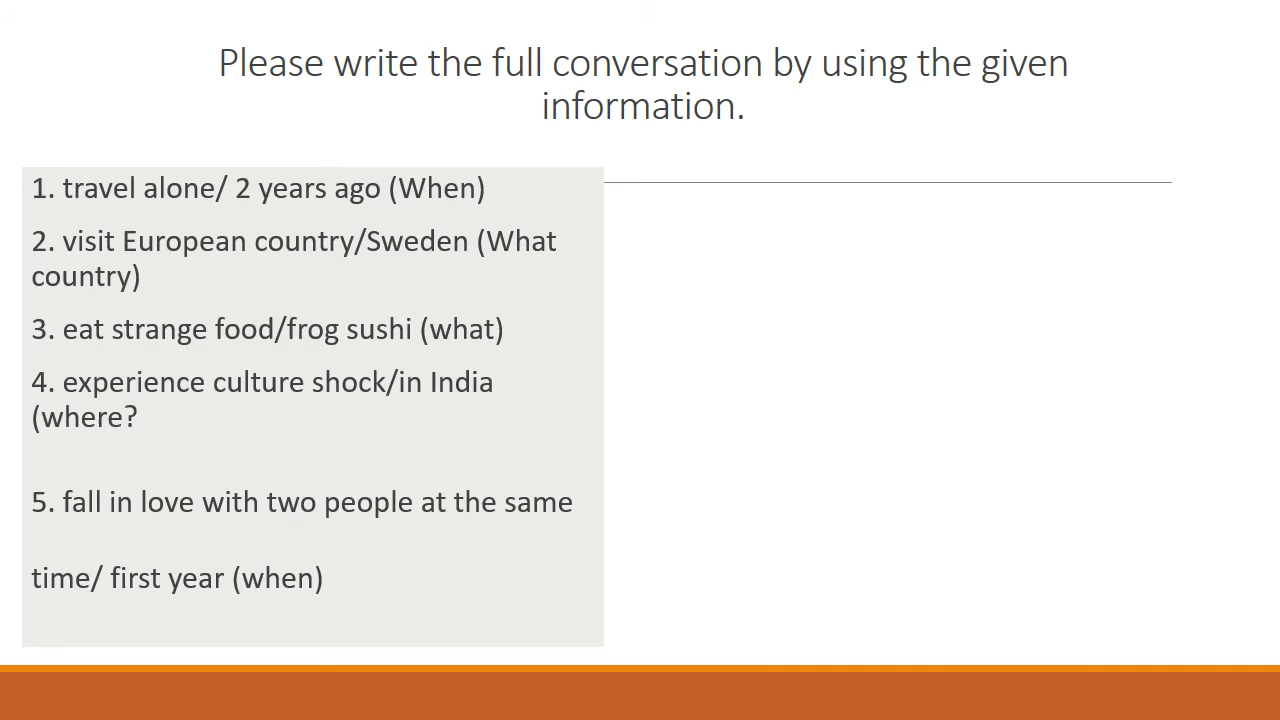 Please write the full conversation by using the given
information.
1. travel alone/ 2 years ago (When)
2. visit European country/Sweden (What
country)
3. eat strange food/frog sushi (what)
4. experience culture shock/in India
(where?
5. fall in love with two people at the same
time/ first year (when)